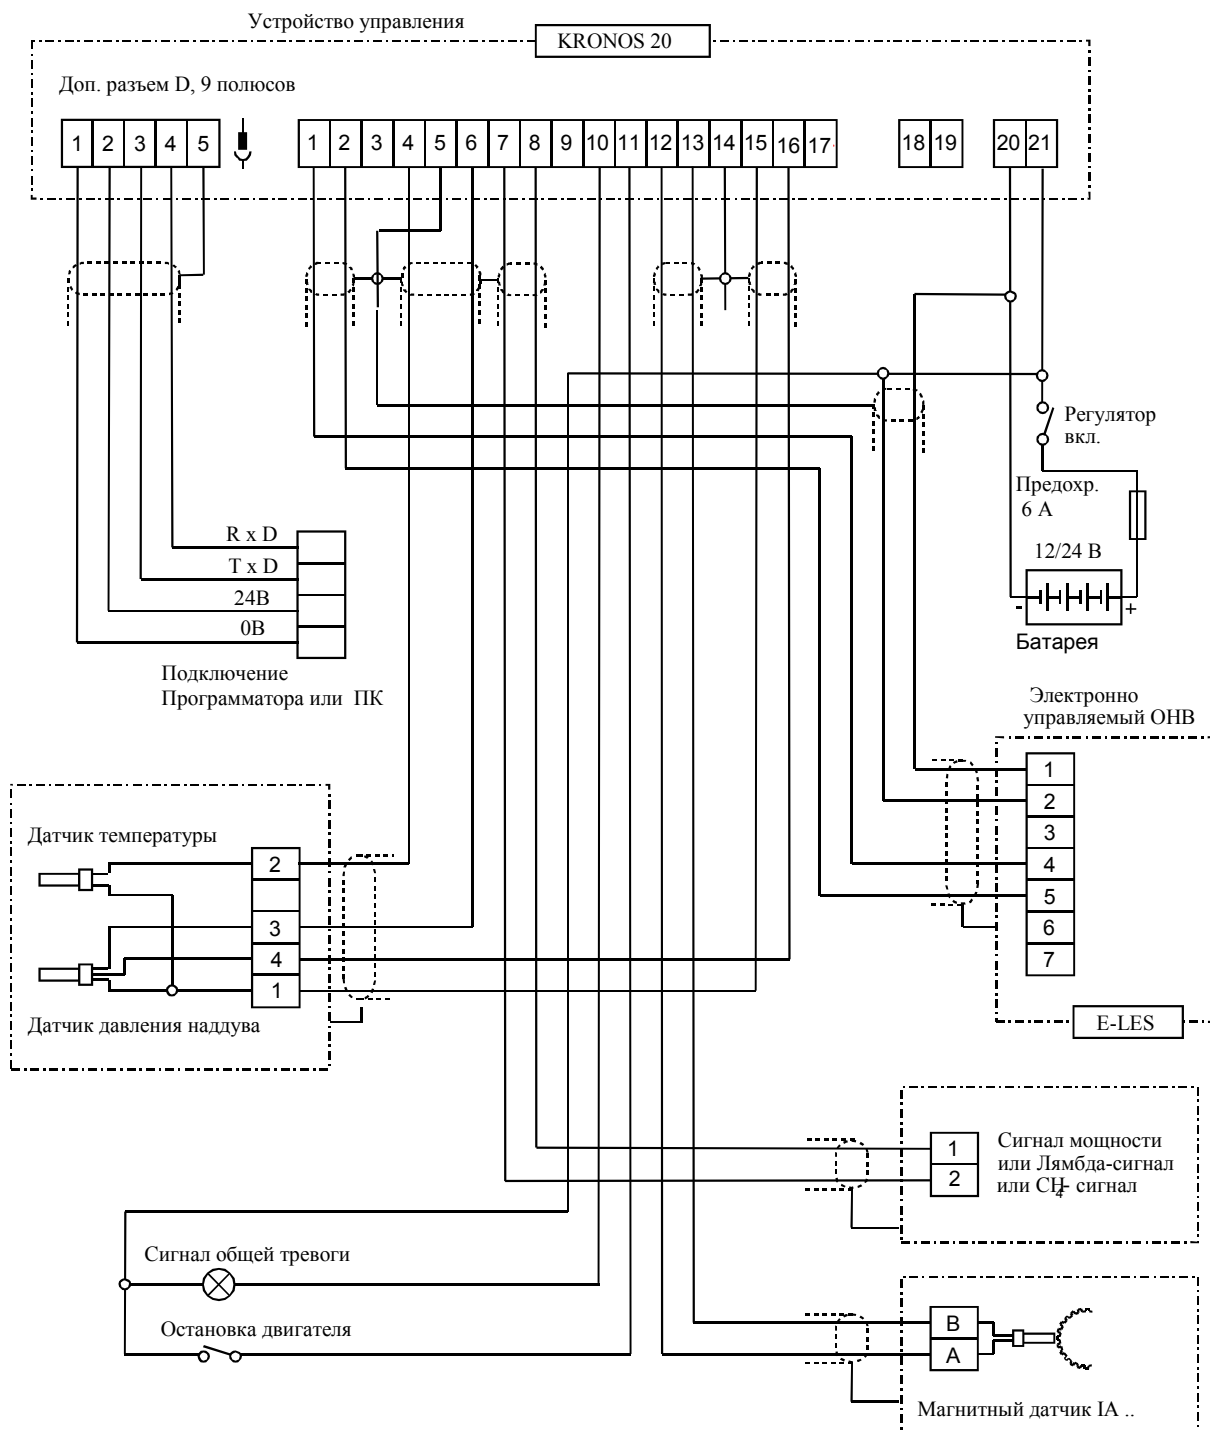 Устройство управления
KRONOS 20
Доп. разъем D, 9 полюсов
1 2 3 4 5
1 2 3 4 5 6 7 8 9 10 11 12 13 14 15 16 17
18 19
20 21
Регулятор
вкл.
Предохр.
6 А
12/24 В
- +
Батарея
R x D
T x D
24В
0В
Подключение
Программатора или ПК
Электронно
управляемый ОНВ
1
2
3
4
5
6
7
E-LES
Датчик температуры
2
3
4
1
Датчик давления наддува
1
2
Сигнал мощности
или Лямбда-сигнал
или CH4- сигнал
Сигнал общей тревоги
Остановка двигателя
B
A
Магнитный датчик IA ..